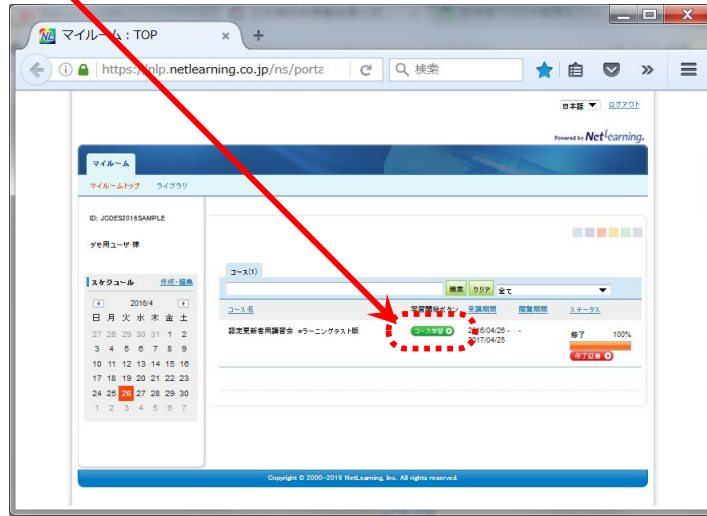 マイルーム : TOP
https://nlp.netlearning.co.jp/ns/porta
検索
日本語 ▼ ログアウト
Powered by NetLearning.
マイルーム
マイルームトップ ライブラリ
ID: JCDES2016SAMPLE
デモ用ユーザ 様
スケジュール 作成・編集
2016/4
日 月 火 水 木 金 土
27 28 29 30 31 1 2
3 4 5 6 7 8 9
10 11 12 13 14 15 16
17 18 19 20 21 22 23
24 25 26 27 28 29 30
1 2 3 4 5 6 7
コース(1)
検索 クリア 全て
コース名 学習開始ボタン 受講期間 閲覧期間 ステータス
認定更新者用講習会 eラーニングテスト版 コース学習 2016/04/26 - 2017/04/25 - 修了 100%
修了証書
Copyright © 2000-2016 NetLearning, Inc. All rights reserved.